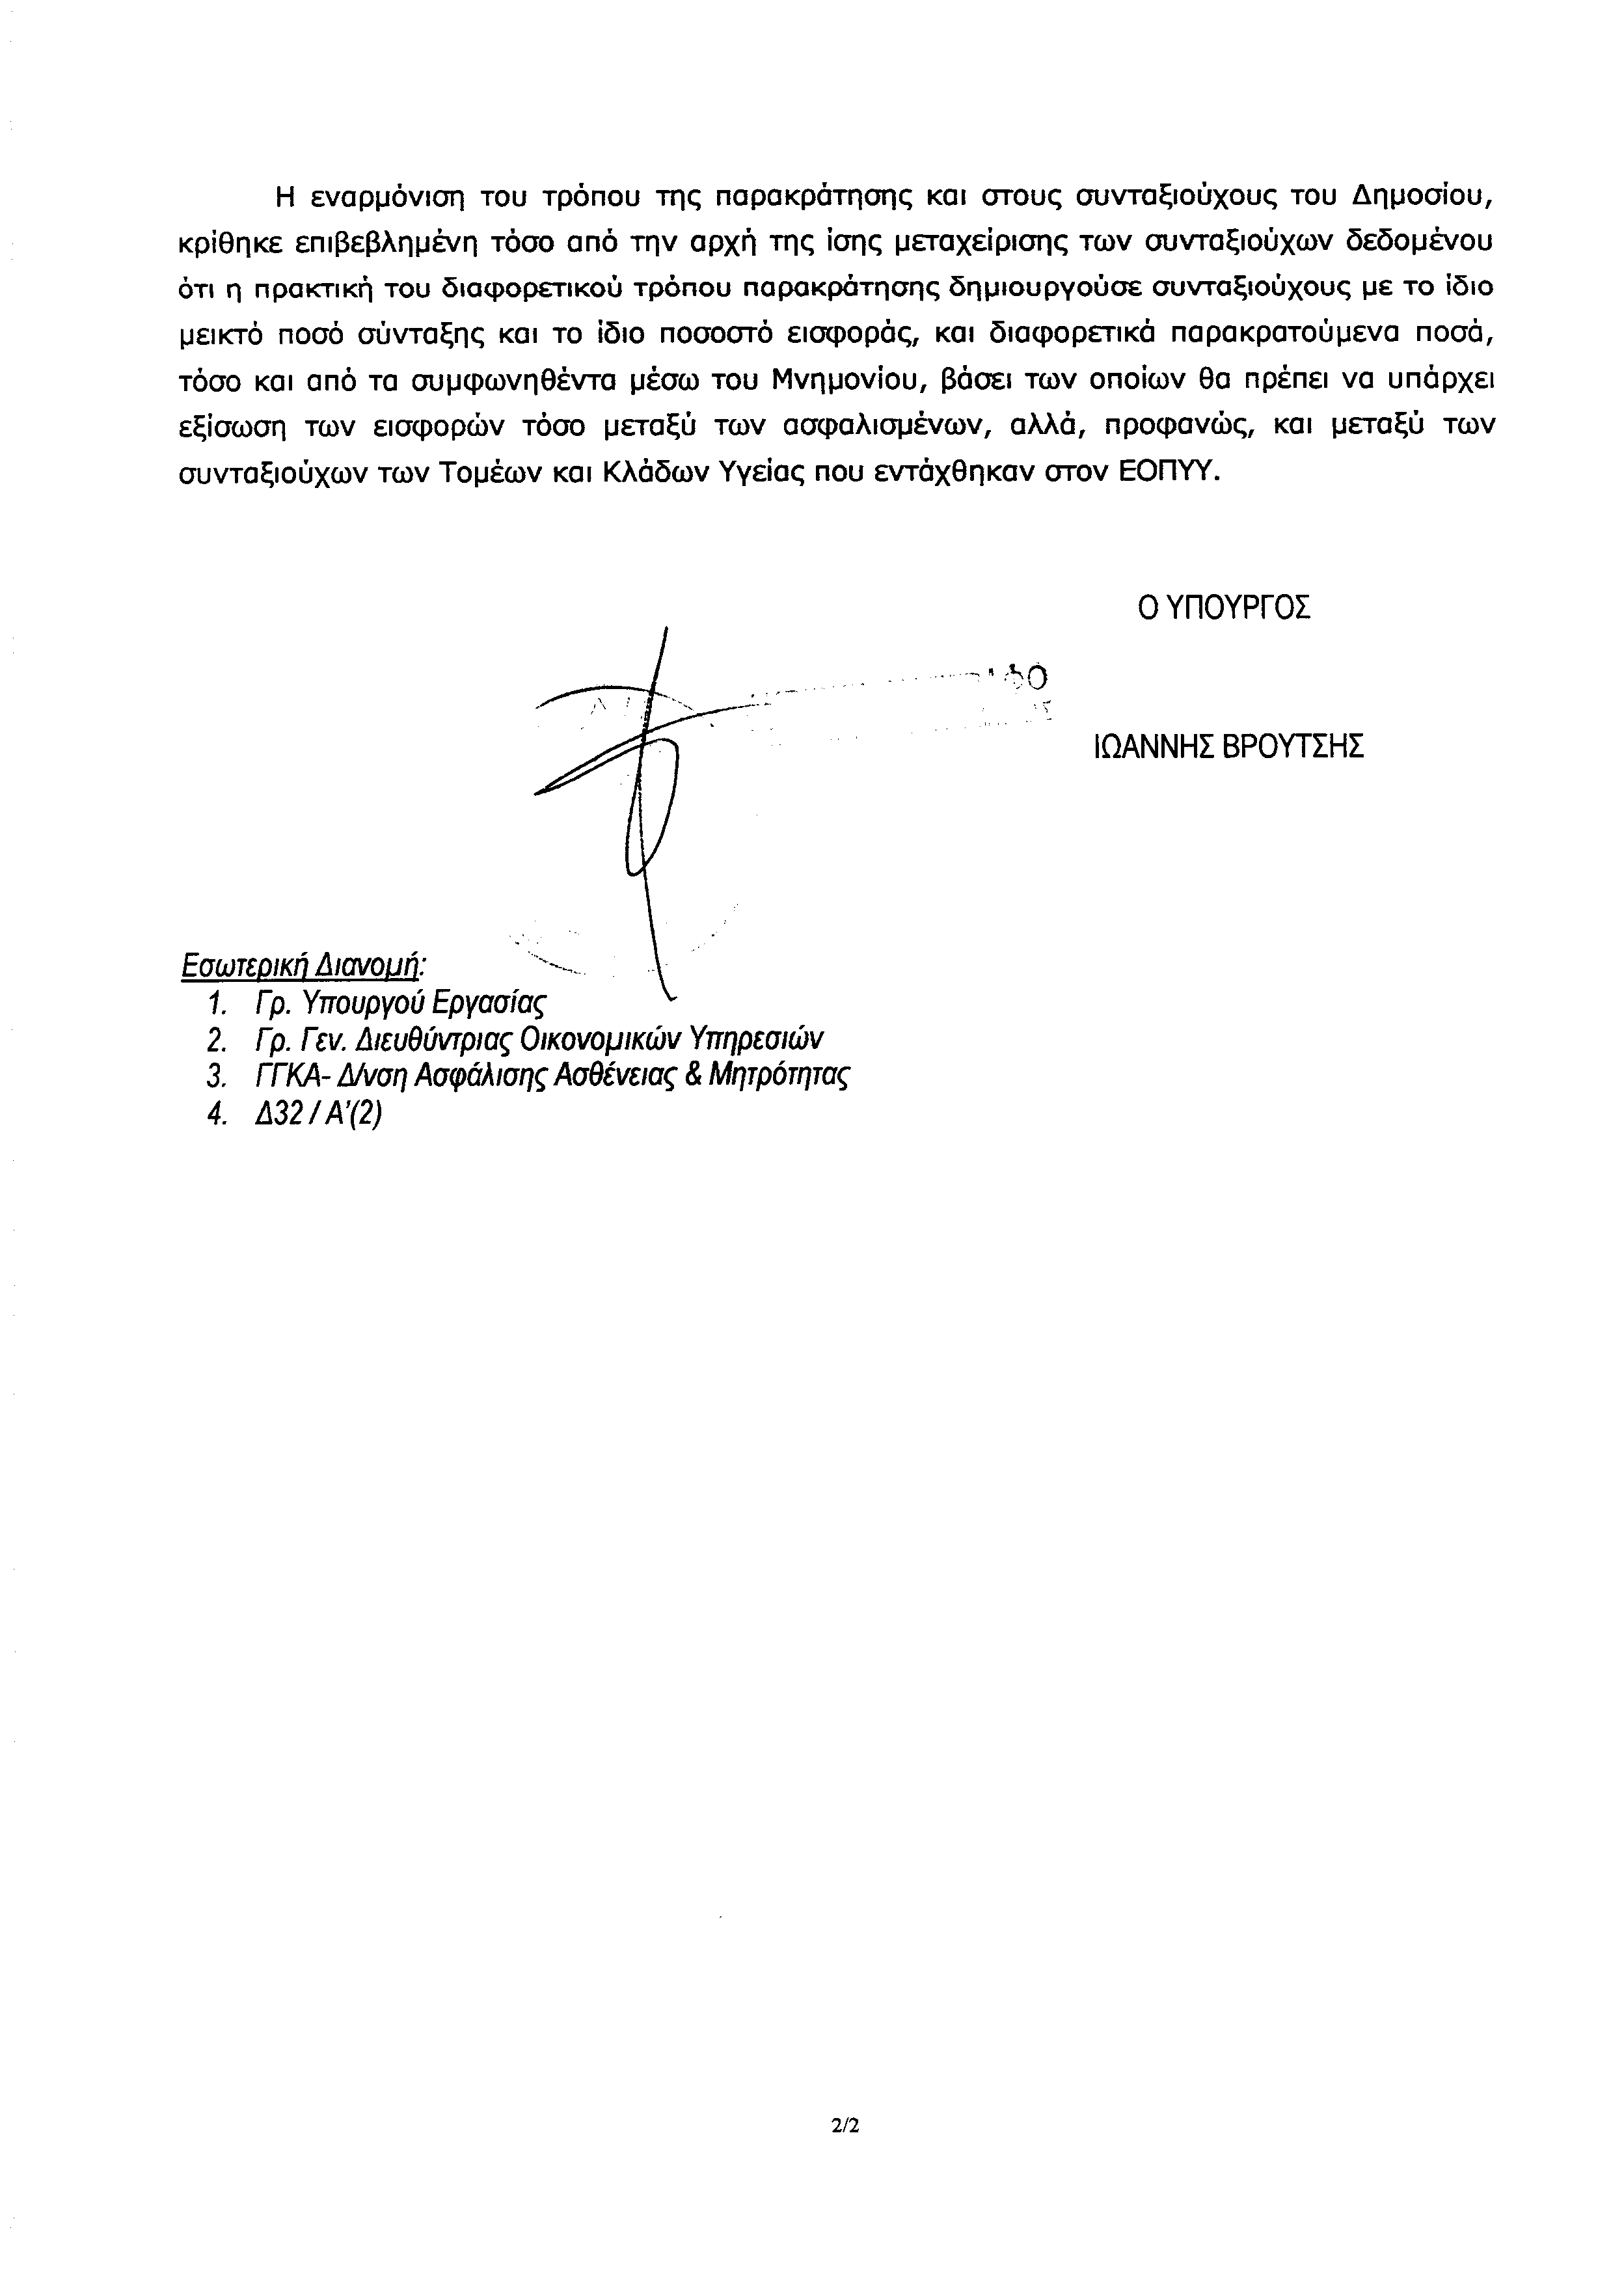 Η εναρμόνιση του τρόπου της παρακράτησης και στους συνταξιούχους του Δημοσίου,
κρίθηκε επιβεβλημένη τόσο από την αρχή της ίσης μεταχείρισης των συνταξιούχων δεδομένου
ότι η πρακτική του διαφορετικού τρόπου παρακράτησης δημιουργούσε συνταξιούχους με το ίδιο
μεικτό ποσό σύνταξης και το ίδιο ποσοστό εισφοράς, και διαφορετικά παρακρατούμενα ποσά,
τόσο και από τα συμφωνηθέντα μέσω του Μνημονίου, βάσει των οποίων θα πρέπει να υπάρχει
εξίσωση των εισφορών τόσο μεταξύ των ασφαλισμένων, αλλά, προφανώς, και μεταξύ των
συνταξιούχων των Τομέων και Κλάδων Υγείας που εντάχθηκαν στον ΕΟΠΥΥ.
Ο ΥΠΟΥΡΓΟΣ
ΙΩΑΝΝΗΣ ΒΡΟΥΤΣΗΣ
Εσωτερική Διανομή:
1. Γρ. Υπουργού Εργασίας
2. Γρ. Γεν. Διευθύντριας Οικονομικών Υπηρεσιών
3. ΓΓΚΑ- Δ/νση Ασφάλισης Ασθένειας & Μητρότητας
4. Δ32 / Α'(2)
2/2